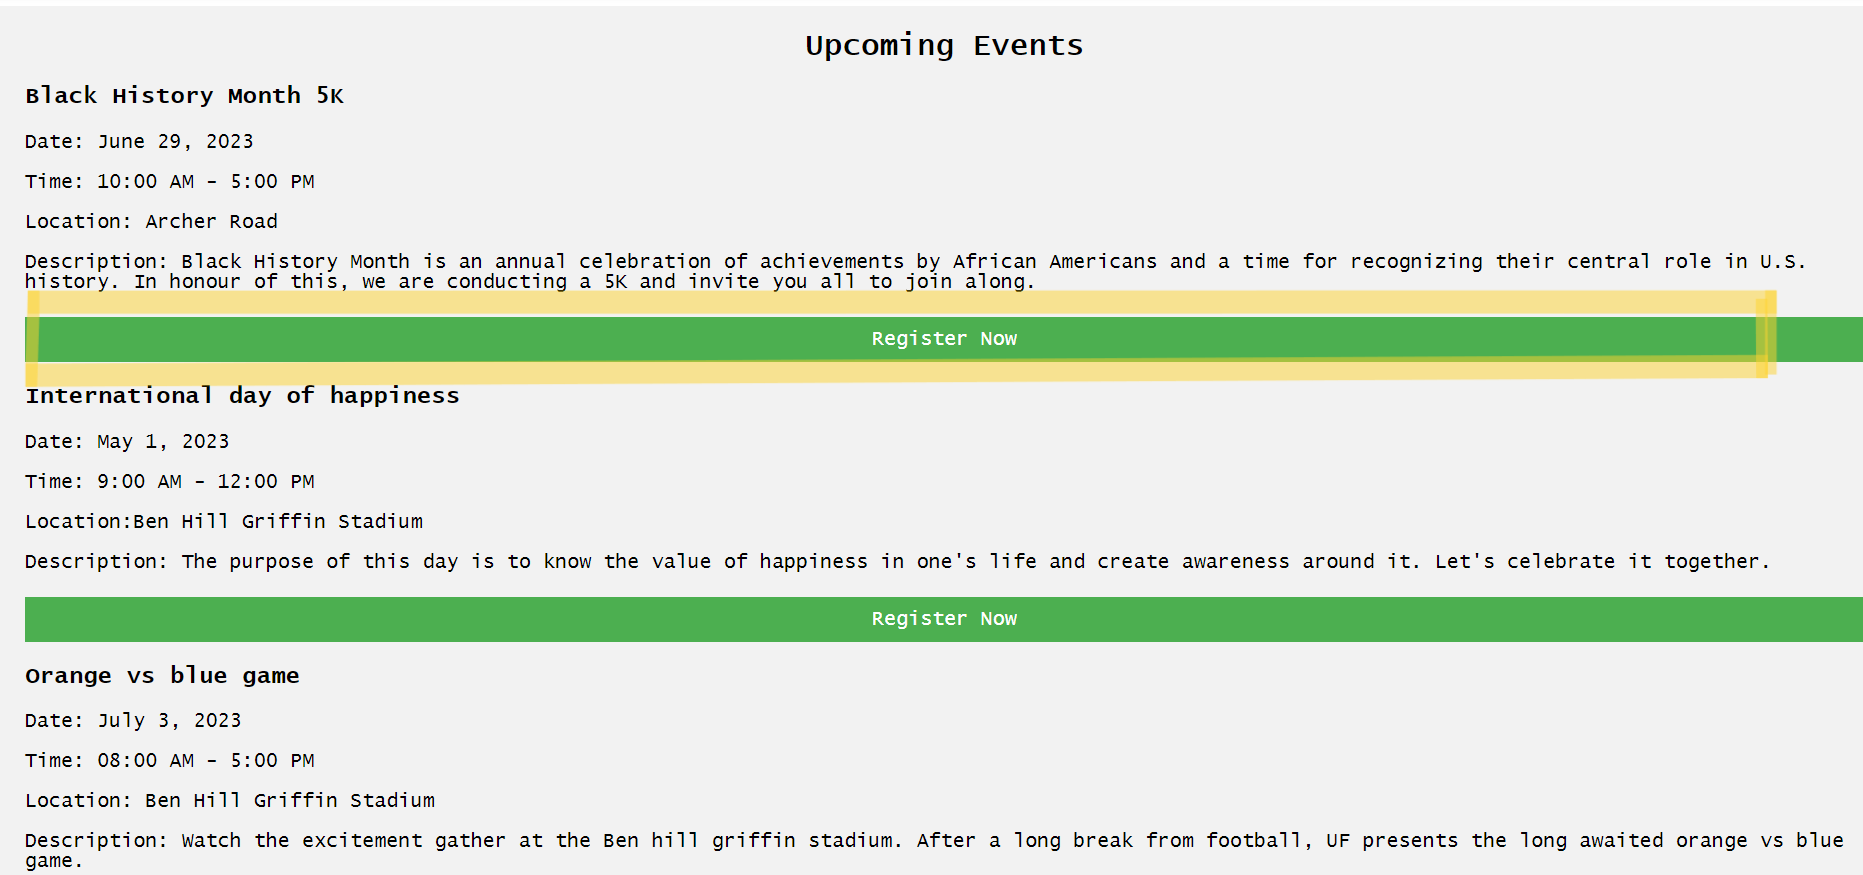 Upcoming Events
Black History Month 5K
Date: June 29, 2023
Time: 10:00 AM - 5:00 PM
Location: Archer Road
Description: Black History Month is an annual celebration of achievements by African Americans and a time for recognizing their central role in U.S.
history. In honour of this, we are conducting a 5K and invite you all to join along.
Register Now
International day of happiness
Date: May 1, 2023
Time: 9:00 AM - 12:00 PM
Location:Ben Hill Griffin Stadium
Description: The purpose of this day is to know the value of happiness in one's life and create awareness around it. Let's celebrate it together.
Register Now
Orange vs blue game
Date: July 3, 2023
Time: 08:00 AM - 5:00 PM
Location: Ben Hill Griffin Stadium
Description: Watch the excitement gather at the Ben hill griffin stadium. After a long break from football, UF presents the long awaited orange vs blue
game.